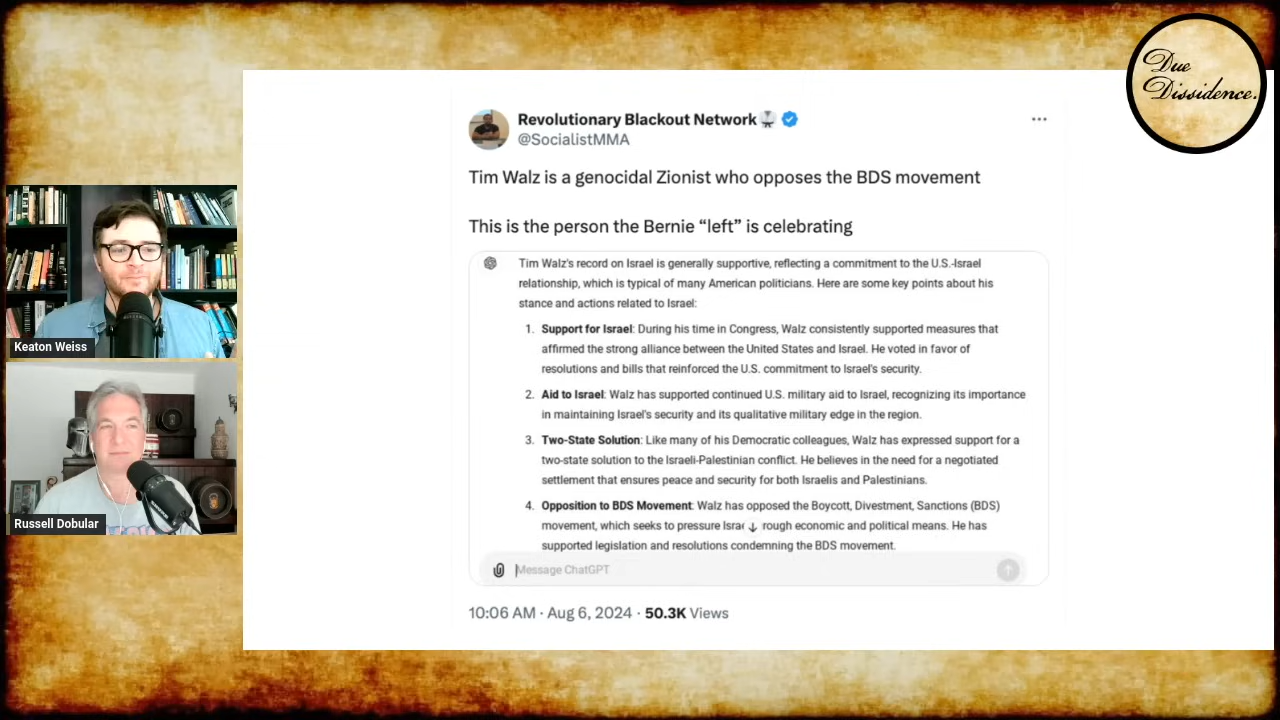 Due
Dissidence.
Revolutionary Blackout Network
@SocialistMMA
Tim Walz is a genocidal Zionist who opposes the BDS movement
This is the person the Bernie “left” is celebrating
Tim Walz's record on Israel is generally supportive, reflecting a commitment to the U.S.-Israel
relationship, which is typical of many American politicians. Here are some key points about his
stance and actions related to Israel:
1. Support for Israel: During his time in Congress, Walz consistently supported measures that
affirmed the strong alliance between the United States and Israel. He voted in favor of
resolutions and bills that reinforced the U.S. commitment to Israel's security.
2. Aid to Israel: Walz has supported continued U.S. military aid to Israel, recognizing its importance
in maintaining Israel's security and its qualitative military edge in the region.
3. Two-State Solution: Like many of his Democratic colleagues, Walz has expressed support for a
two-state solution to the Israeli-Palestinian conflict. He believes in the need for a negotiated
settlement that ensures peace and security for both Israelis and Palestinians.
4. Opposition to BDS Movement: Walz has opposed the Boycott, Divestment, Sanctions (BDS)
movement, which seeks to pressure Israe rough economic and political means. He has
supported legislation and resolutions condemning the BDS movement.
Message ChatGPT
10:06 AM · Aug 6, 2024 · 50.3K Views
Keaton Weiss
Russell Dobular